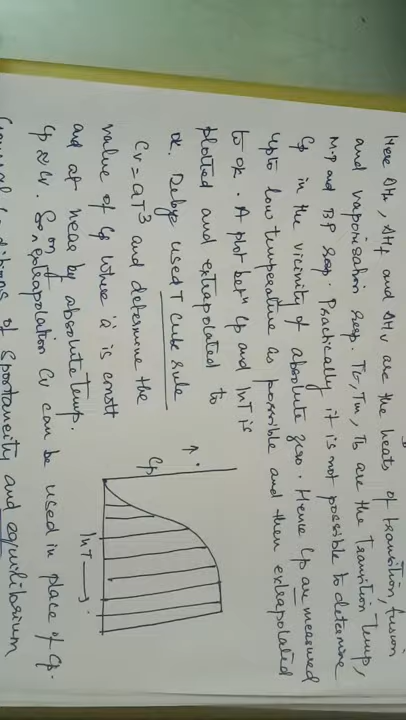 Here ΔHt, ΔHf and ΔHv are the heats of transition, fusion
and vaporisation resp. Tt, Tm, Tb are the transition temp,
M.P and BP resp. Practically it is not possible to determine
Cp in the vicinity of absolute zero. Hence Cp are measured
upto low temperature as possible and then extrapolated
to 0k. A plot betn Cp and lnT is
plotted and extrapolated to
0k. Debye used T cube rule
Cv = aT³ and determine the
value of Cp where 'a' is constt
and at near by absolute temp.
Cp ≈ Cv. So on extrapolation Cv can be used in place of Cp.
General Conditions of Spontaneity and equilibrium
Cp
lnT